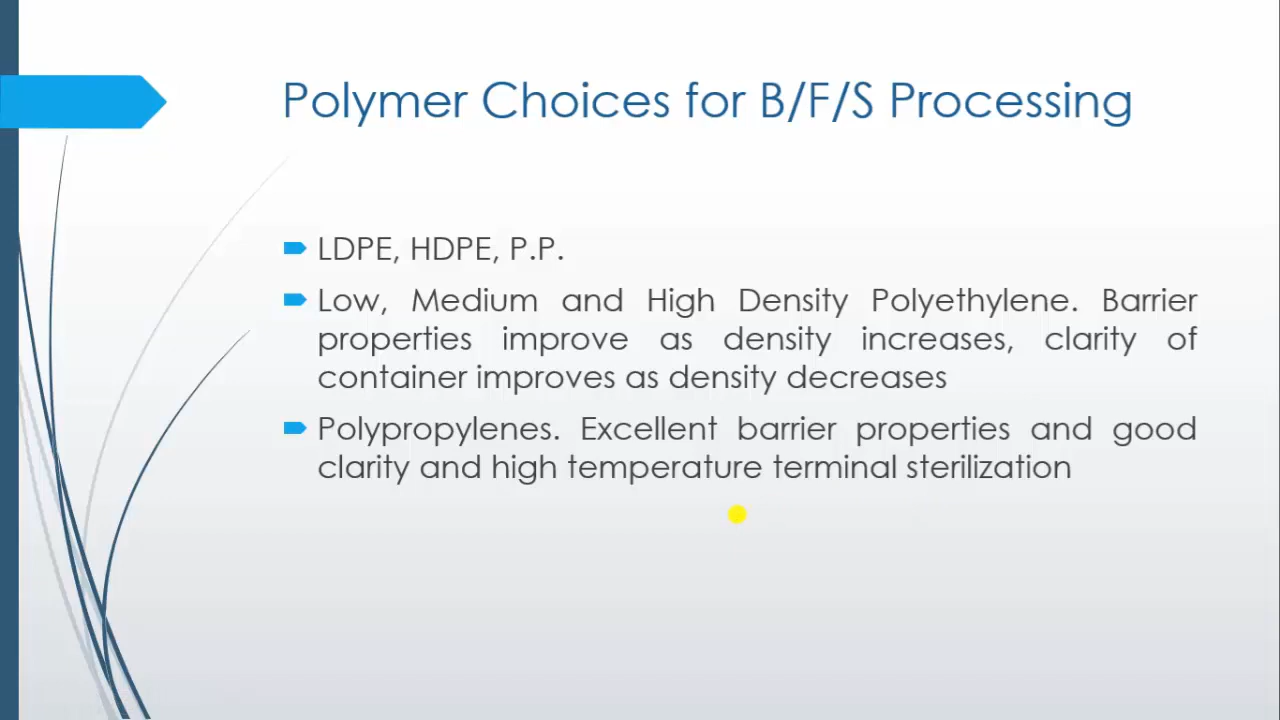 Polymer Choices for B/F/S Processing
LDPE, HDPE, P.P.
Low, Medium and High Density Polyethylene. Barrier
properties improve as density increases, clarity of
container improves as density decreases
Polypropylenes. Excellent barrier properties and good
clarity and high temperature terminal sterilization